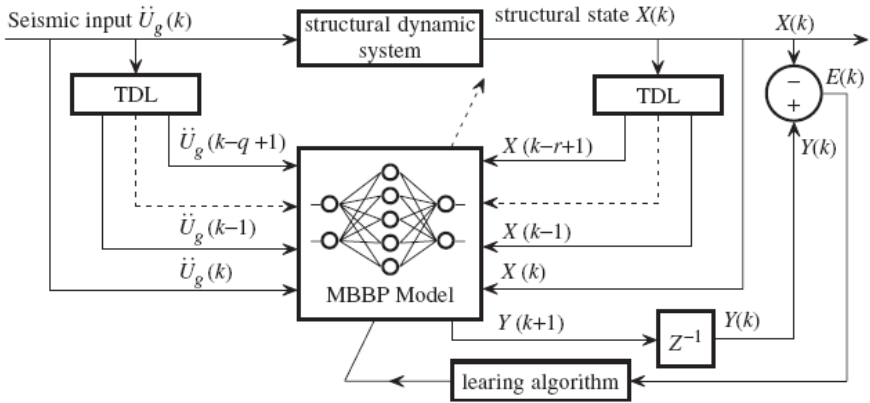 Seismic input Ü_g (k)
structural dynamic
system
structural state X(k)
X(k)
TDL
TDL
−
+
E(k)
Y(k)
Ü_g (k−q +1)
X (k−r+1)
Ü_g (k−1)
X (k−1)
Ü_g (k)
X (k)
MBBP Model
Y (k+1)
Z⁻¹
Y(k)
learing algorithm